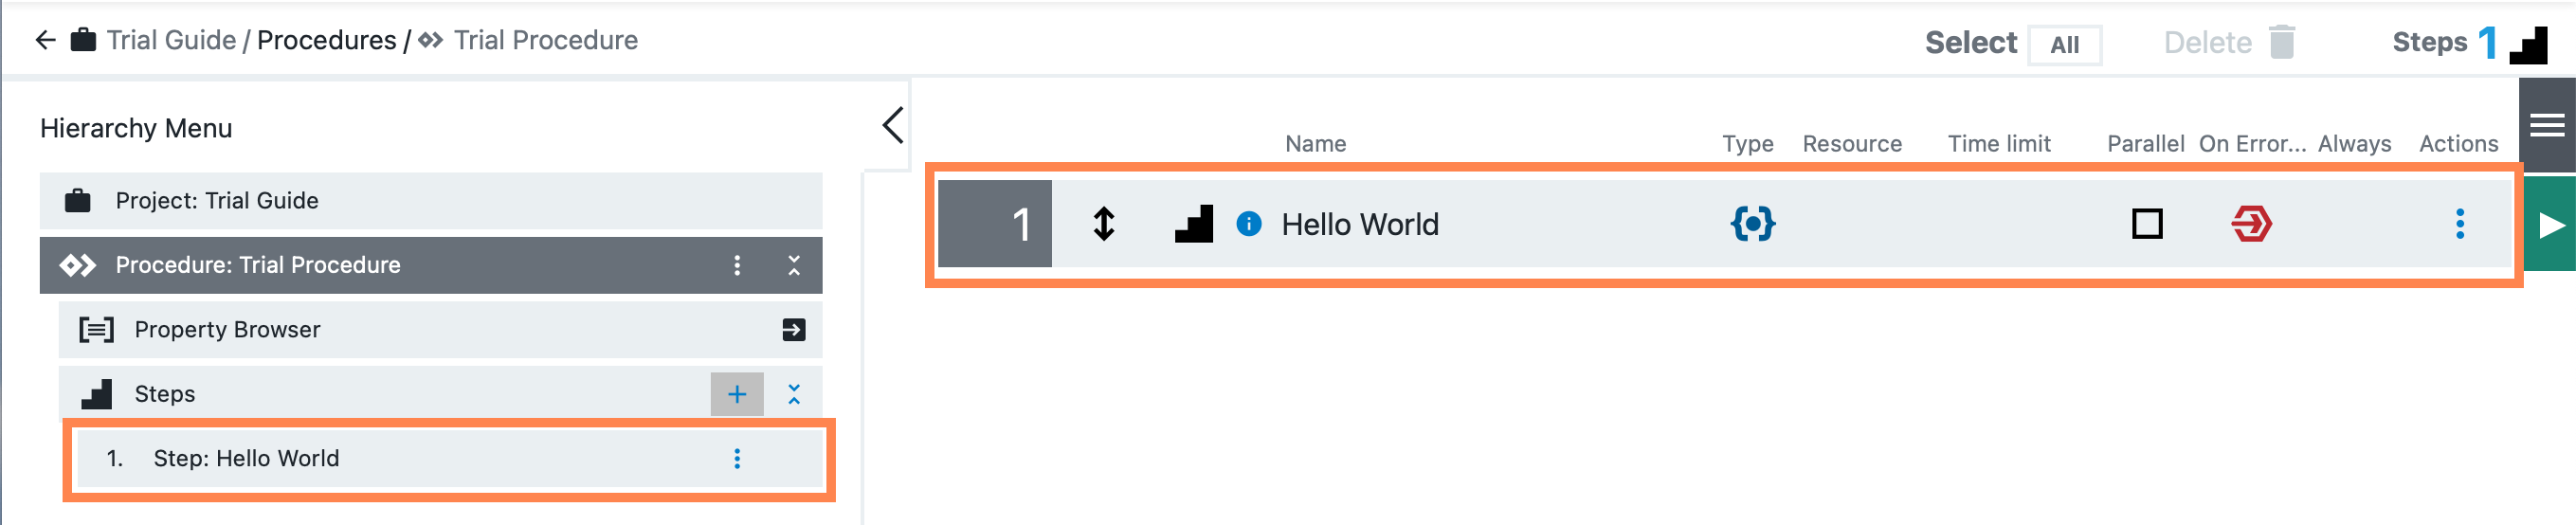 Trial Guide / Procedures / Trial Procedure
Select All Delete Steps 1
Hierarchy Menu
Project: Trial Guide
Procedure: Trial Procedure
Property Browser
Steps
1. Step: Hello World
Name Type Resource Time limit Parallel On Error... Always Actions
1 Hello World